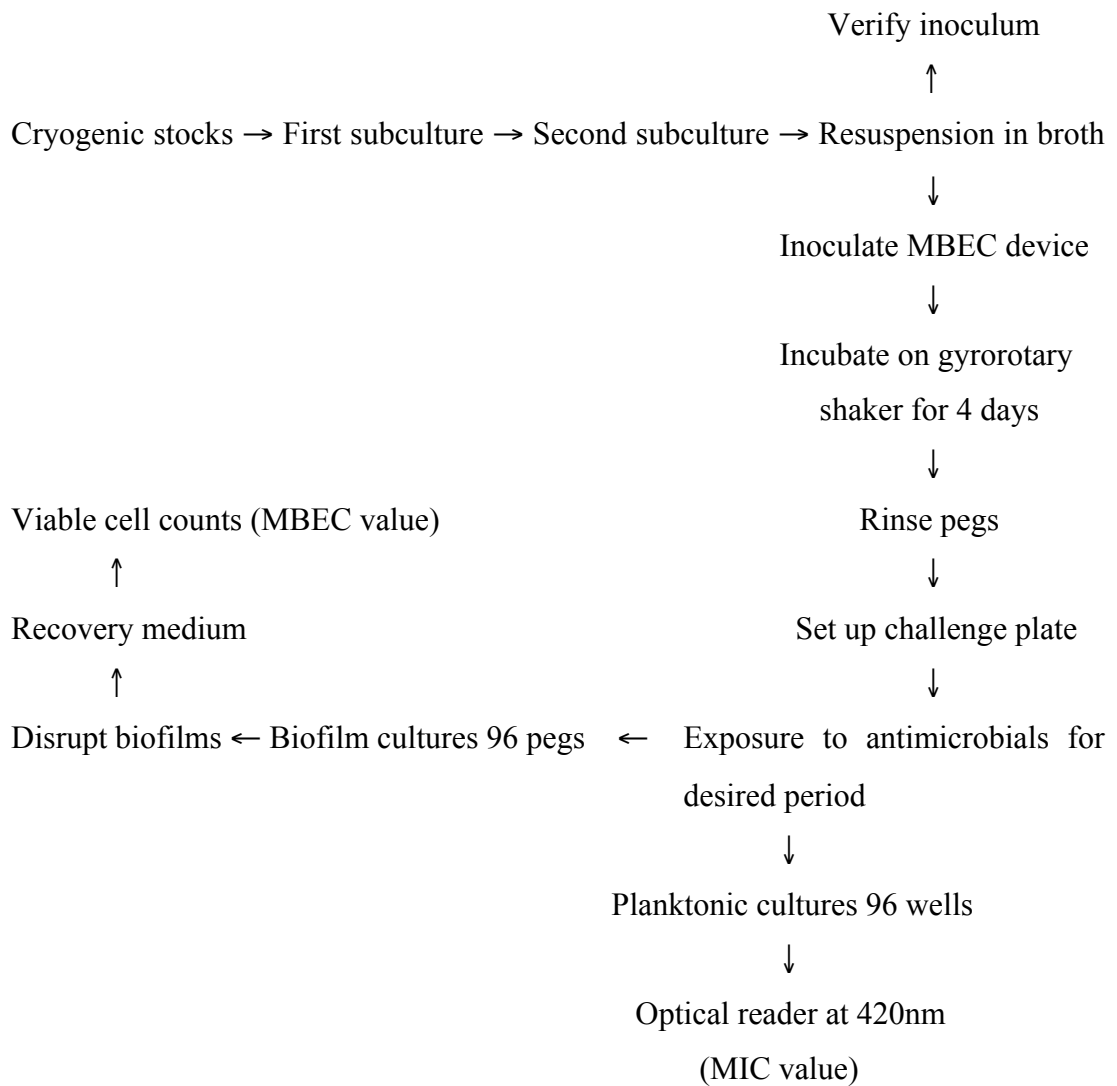 Verify inoculum
↑
Cryogenic stocks → First subculture → Second subculture → Resuspension in broth
↓
Inoculate MBEC device
↓
Incubate on gyrorotary
shaker for 4 days
↓
Viable cell counts (MBEC value) Rinse pegs
↑ ↓
Recovery medium Set up challenge plate
↑ ↓
Disrupt biofilms ← Biofilm cultures 96 pegs ← Exposure to antimicrobials for
desired period
↓
Planktonic cultures 96 wells
↓
Optical reader at 420nm
(MIC value)